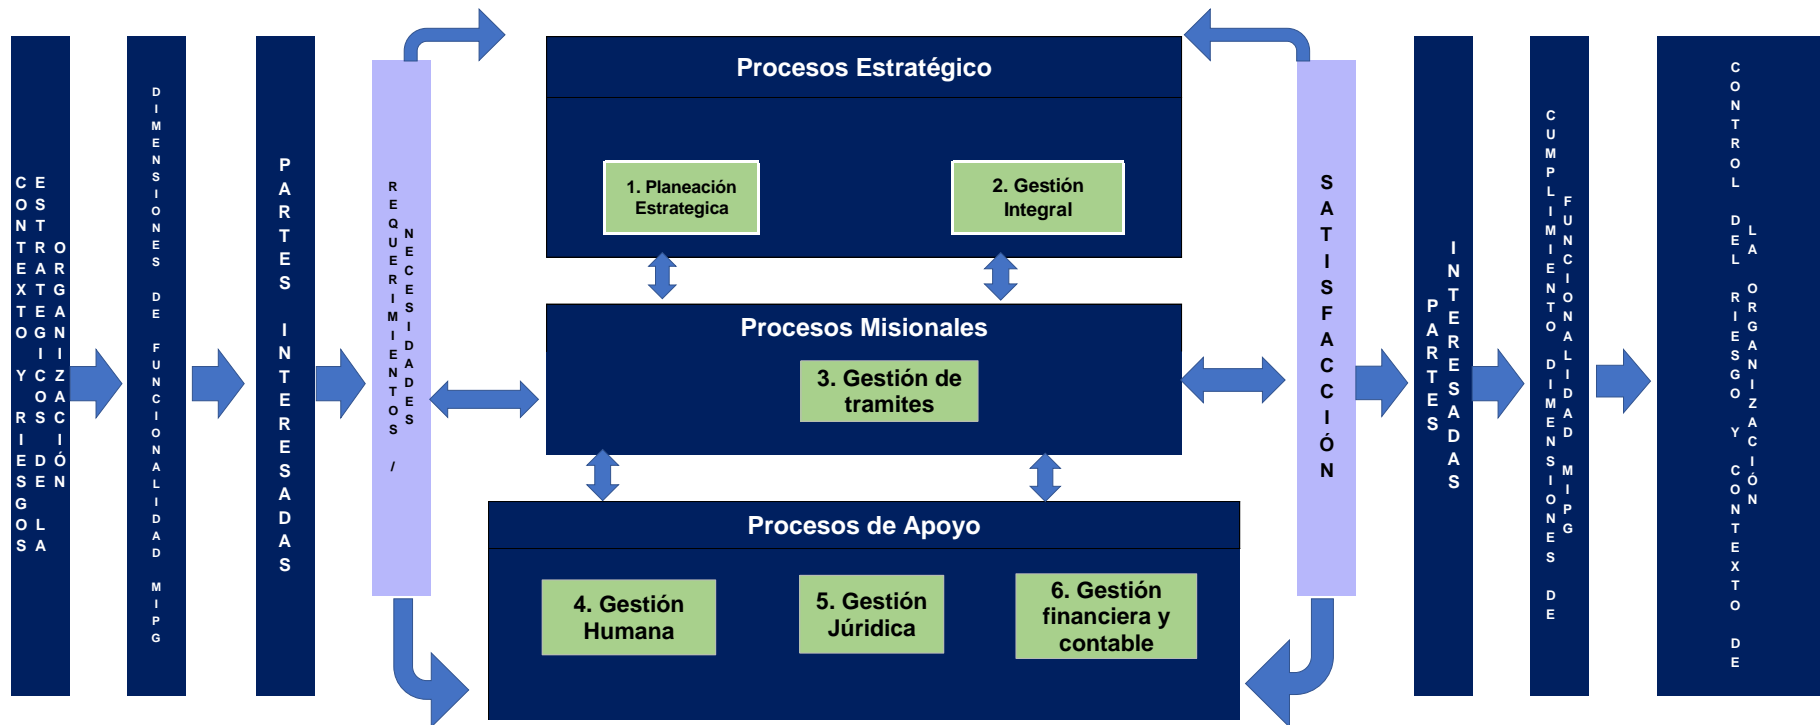 CONTEXTO Y RIESGOS
ESTRATEGICOS DE LA
ORGANIZACIÓN
DIMENSIONES DE FUNCIONALIDAD MIPG
PARTES INTERESADAS
REQUERIMIENTOS /
NECESIDADES
Procesos Estratégico
1. Planeación
Estrategica
2. Gestión
Integral
Procesos Misionales
3. Gestión de
tramites
Procesos de Apoyo
4. Gestión
Humana
5. Gestión
Júridica
6. Gestión
financiera y
contable
SATISFACCIÓN
PARTES
INTERESADAS
CUMPLIMIENTO DIMENSIONES DE
FUNCIONALIDAD MIPG
CONTROL DEL RIESGO Y CONTEXTO DE
LA ORGANIZACIÓN